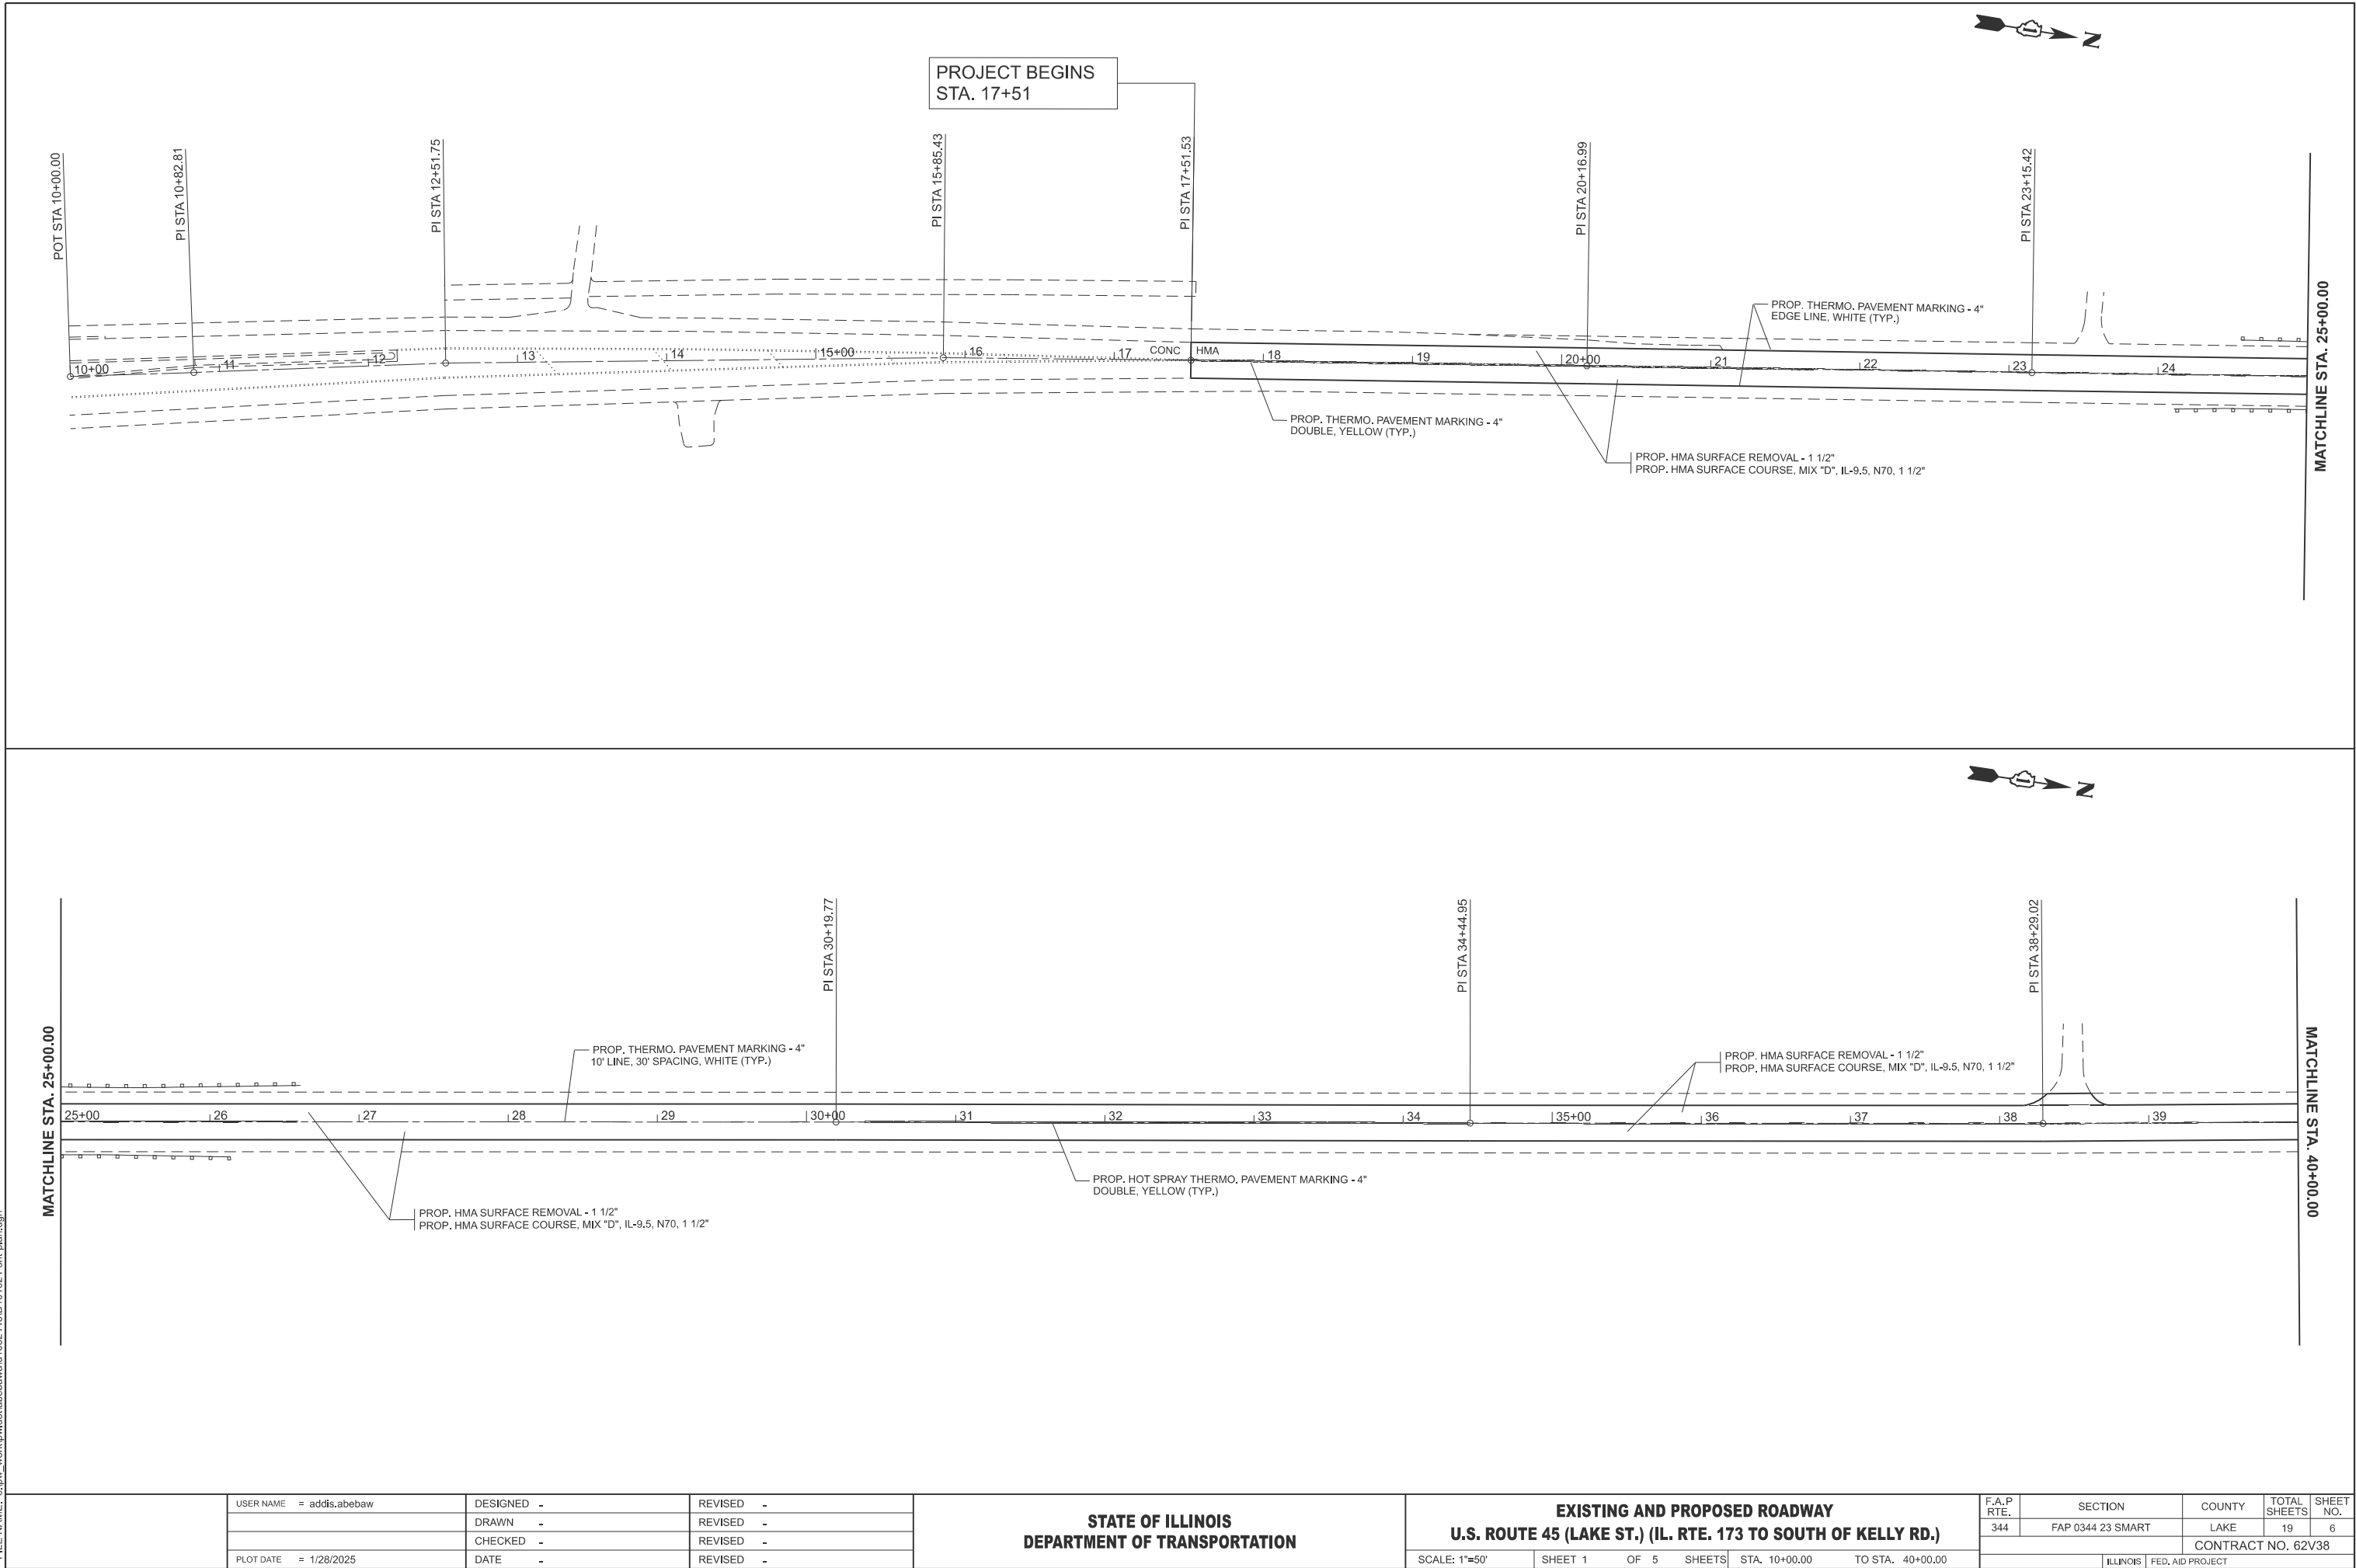 N
PROJECT BEGINS
STA. 17+51
POT STA 10+00.00
PI STA 10+82.81
PI STA 12+51.75
PI STA 15+85.43
PI STA 17+51.53
PI STA 20+16.99
PI STA 23+15.42
MATCHLINE STA. 25+00.00
PROP. THERMO. PAVEMENT MARKING - 4"
EDGE LINE, WHITE (TYP.)
10+00 11 12 13 14 15+00 16 17 CONC HMA 18 19 20+00 21 22 23 24
PROP. THERMO. PAVEMENT MARKING - 4"
DOUBLE, YELLOW (TYP.)
PROP. HMA SURFACE REMOVAL - 1 1/2"
PROP. HMA SURFACE COURSE, MIX "D", IL-9.5, N70, 1 1/2"
N
MATCHLINE STA. 25+00.00
PI STA 30+19.77
PI STA 34+44.95
PI STA 38+29.02
MATCHLINE STA. 40+00.00
PROP. THERMO. PAVEMENT MARKING - 4"
10' LINE, 30' SPACING, WHITE (TYP.)
PROP. HMA SURFACE REMOVAL - 1 1/2"
PROP. HMA SURFACE COURSE, MIX "D", IL-9.5, N70, 1 1/2"
25+00 26 27 28 29 30+00 31 32 33 34 35+00 36 37 38 39
PROP. HOT SPRAY THERMO. PAVEMENT MARKING - 4"
DOUBLE, YELLOW (TYP.)
PROP. HMA SURFACE REMOVAL - 1 1/2"
PROP. HMA SURFACE COURSE, MIX "D", IL-9.5, N70, 1 1/2"
USER NAME = addis.abebaw
PLOT DATE = 1/28/2025
DESIGNED -
DRAWN -
CHECKED -
DATE -
REVISED -
REVISED -
REVISED -
REVISED -
STATE OF ILLINOIS
DEPARTMENT OF TRANSPORTATION
EXISTING AND PROPOSED ROADWAY
U.S. ROUTE 45 (LAKE ST.) (IL. RTE. 173 TO SOUTH OF KELLY RD.)
SCALE: 1"=50' SHEET 1 OF 5 SHEETS STA. 10+00.00 TO STA. 40+00.00
F.A.P RTE. SECTION COUNTY TOTAL SHEETS SHEET NO.
344 FAP 0344 23 SMART LAKE 19 6
CONTRACT NO. 62V38
ILLINOIS FED. AID PROJECT